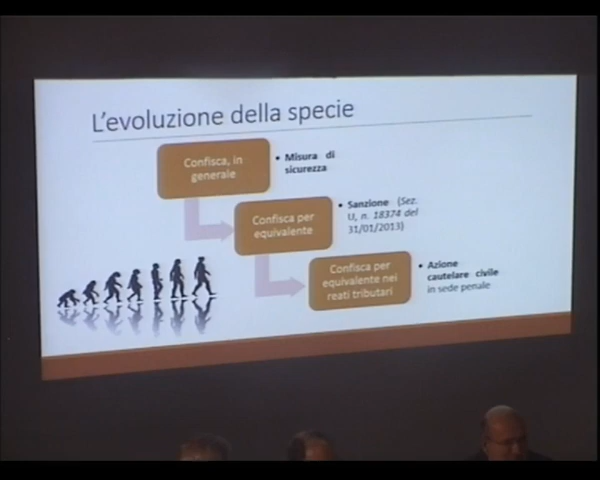 L'evoluzione della specie
Confisca, in
generale
• Misura di
sicurezza
Confisca per
equivalente
• Sanzione (Sez.
U, n. 18374 del
31/01/2013)
Confisca per
equivalente nei
reati tributari
• Azione
cautelare civile
in sede penale